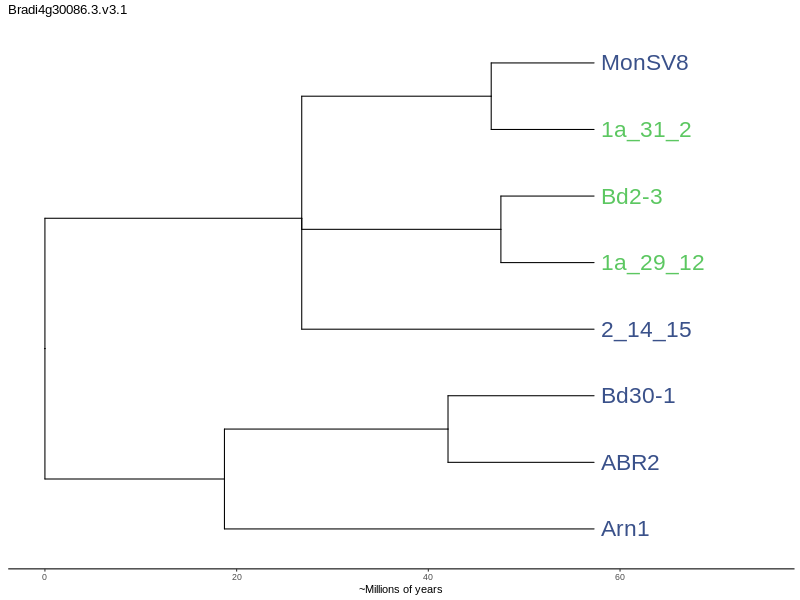 Bradi4g30086.3.v3.1
MonSV8
1a_31_2
Bd2-3
1a_29_12
2_14_15
Bd30-1
ABR2
Arn1
0 20 40 60
~Millions of years